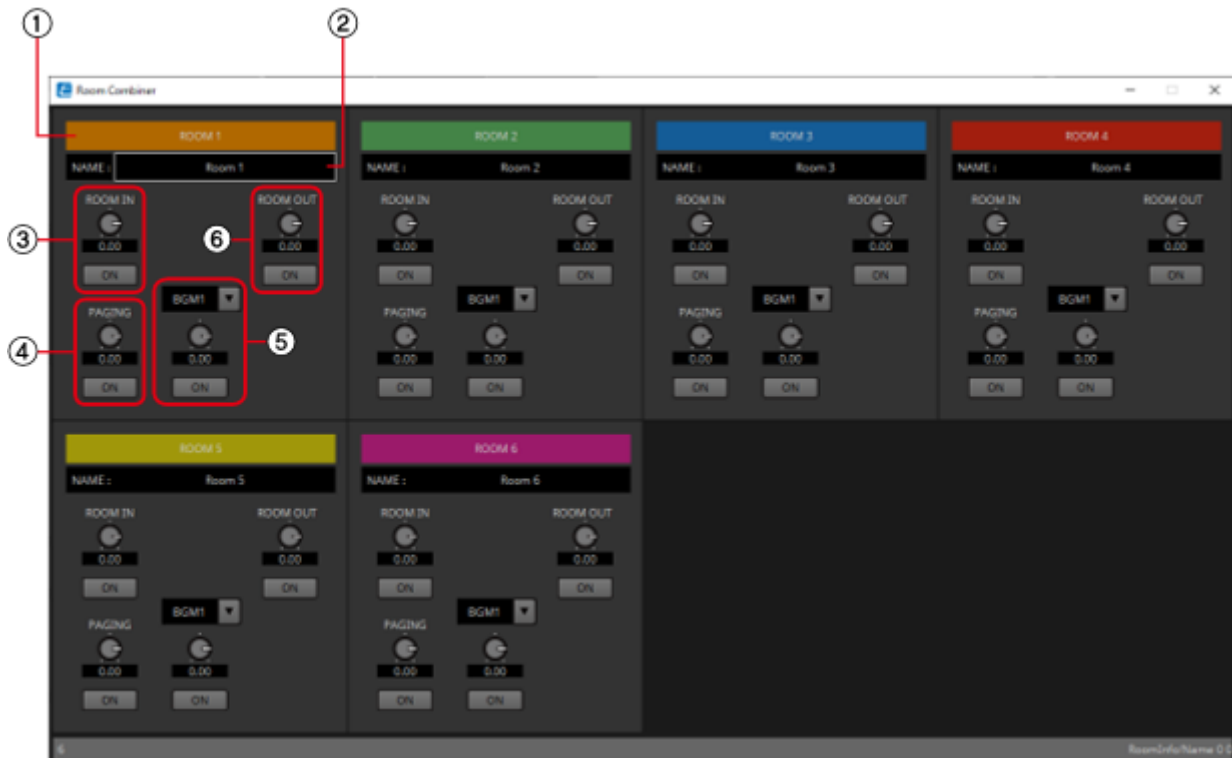 ① ②
Room Combiner
ROOM 1 ROOM 2 ROOM 3 ROOM 4
NAME : Room 1 NAME : Room 2 NAME : Room 3 NAME : Room 4
ROOM IN ROOM OUT ROOM IN ROOM OUT ROOM IN ROOM OUT ROOM IN ROOM OUT
③ 0.00 ⑥ 0.00 0.00 0.00 0.00 0.00 0.00 0.00
ON ON ON ON ON ON ON ON
BGM1 BGM1 BGM1 BGM1
PAGING PAGING PAGING PAGING
④ 0.00 0.00 ⑤ 0.00 0.00 0.00 0.00 0.00 0.00
ON ON ON ON ON ON ON ON
ROOM 5 ROOM 6
NAME : Room 5 NAME : Room 6
ROOM IN ROOM OUT ROOM IN ROOM OUT
0.00 0.00 0.00 0.00
ON ON ON ON
BGM1 BGM1
PAGING PAGING
0.00 0.00 0.00 0.00
ON ON ON ON
6 RoomInfo/Name